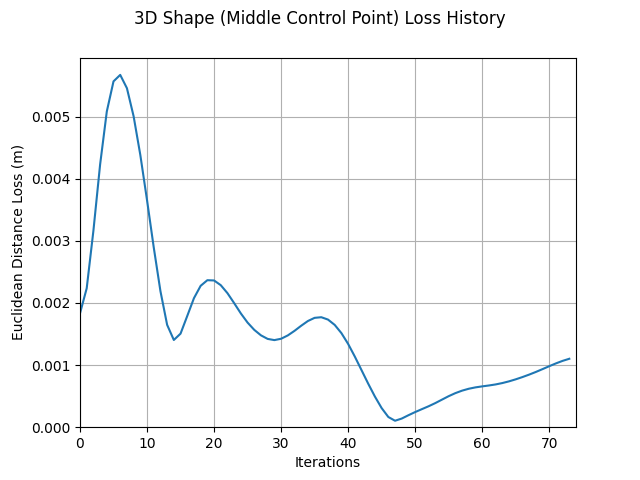 3D Shape (Middle Control Point) Loss History
0.005
0.004
0.003
0.002
0.001
0.000
Euclidean Distance Loss (m)
0 10 20 30 40 50 60 70
Iterations